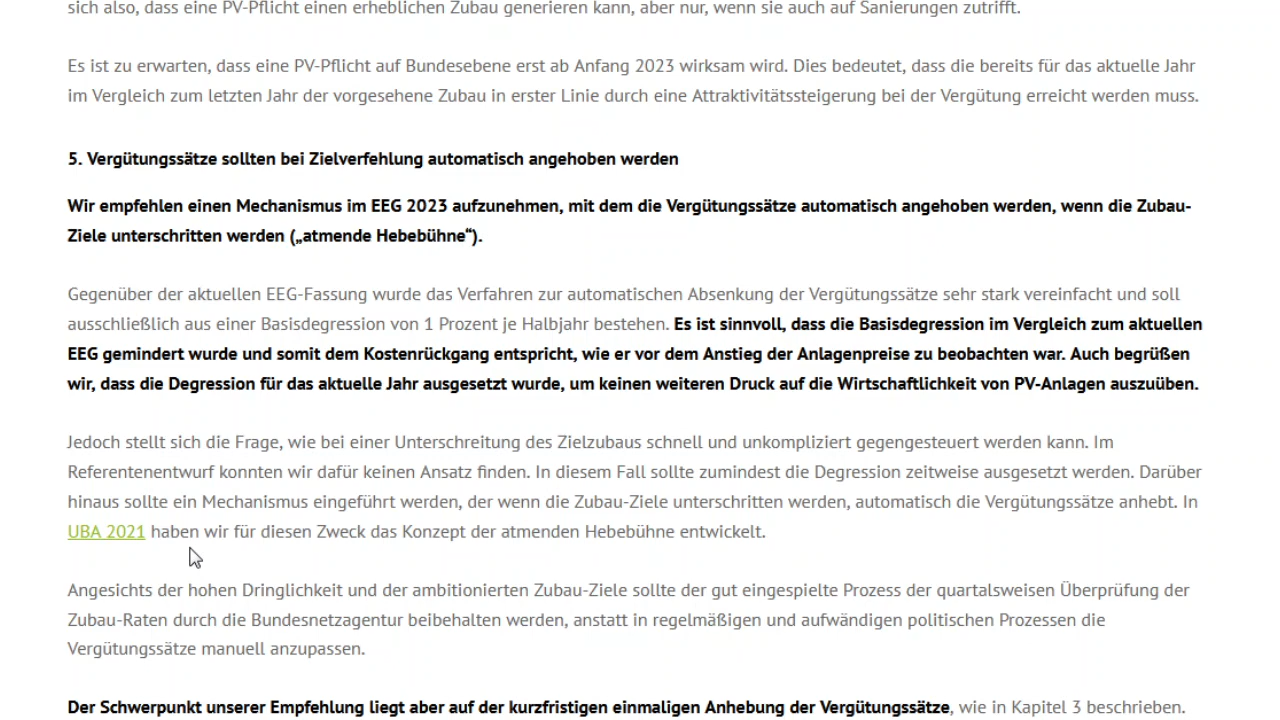 sich also, dass eine PV-Pflicht einen erheblichen Zubau generieren kann, aber nur, wenn sie auch auf Sanierungen zutrifft.
Es ist zu erwarten, dass eine PV-Pflicht auf Bundesebene erst ab Anfang 2023 wirksam wird. Dies bedeutet, dass die bereits für das aktuelle Jahr
im Vergleich zum letzten Jahr der vorgesehene Zubau in erster Linie durch eine Attraktivitätssteigerung bei der Vergütung erreicht werden muss.
5. Vergütungssätze sollten bei Zielverfehlung automatisch angehoben werden
Wir empfehlen einen Mechanismus im EEG 2023 aufzunehmen, mit dem die Vergütungssätze automatisch angehoben werden, wenn die Zubau-
Ziele unterschritten werden („atmende Hebebühne“).
Gegenüber der aktuellen EEG-Fassung wurde das Verfahren zur automatischen Absenkung der Vergütungssätze sehr stark vereinfacht und soll
ausschließlich aus einer Basisdegression von 1 Prozent je Halbjahr bestehen. Es ist sinnvoll, dass die Basisdegression im Vergleich zum aktuellen
EEG gemindert wurde und somit dem Kostenrückgang entspricht, wie er vor dem Anstieg der Anlagenpreise zu beobachten war. Auch begrüßen
wir, dass die Degression für das aktuelle Jahr ausgesetzt wurde, um keinen weiteren Druck auf die Wirtschaftlichkeit von PV-Anlagen auszuüben.
Jedoch stellt sich die Frage, wie bei einer Unterschreitung des Zielzubaus schnell und unkompliziert gegengesteuert werden kann. Im
Referentenentwurf konnten wir dafür keinen Ansatz finden. In diesem Fall sollte zumindest die Degression zeitweise ausgesetzt werden. Darüber
hinaus sollte ein Mechanismus eingeführt werden, der wenn die Zubau-Ziele unterschritten werden, automatisch die Vergütungssätze anhebt. In
UBA 2021 haben wir für diesen Zweck das Konzept der atmenden Hebebühne entwickelt.
Angesichts der hohen Dringlichkeit und der ambitionierten Zubau-Ziele sollte der gut eingespielte Prozess der quartalsweisen Überprüfung der
Zubau-Raten durch die Bundesnetzagentur beibehalten werden, anstatt in regelmäßigen und aufwändigen politischen Prozessen die
Vergütungssätze manuell anzupassen.
Der Schwerpunkt unserer Empfehlung liegt aber auf der kurzfristigen einmaligen Anhebung der Vergütungssätze, wie in Kapitel 3 beschrieben.